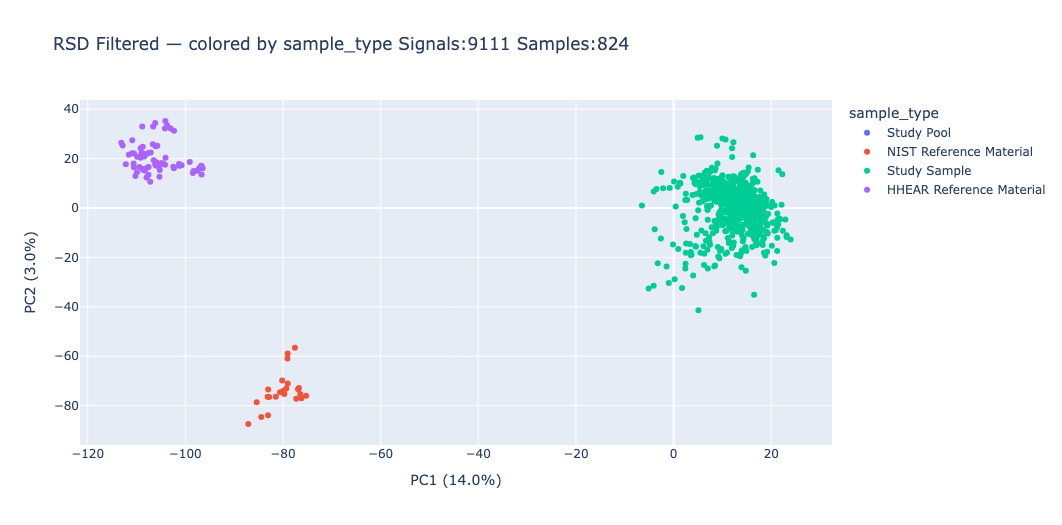 RSD Filtered — colored by sample_type Signals:9111 Samples:824
sample_type
Study Pool
NIST Reference Material
Study Sample
HHEAR Reference Material
40
20
0
−20
−40
−60
−80
PC2 (3.0%)
−120
−100
−80
−60
−40
−20
0
20
PC1 (14.0%)